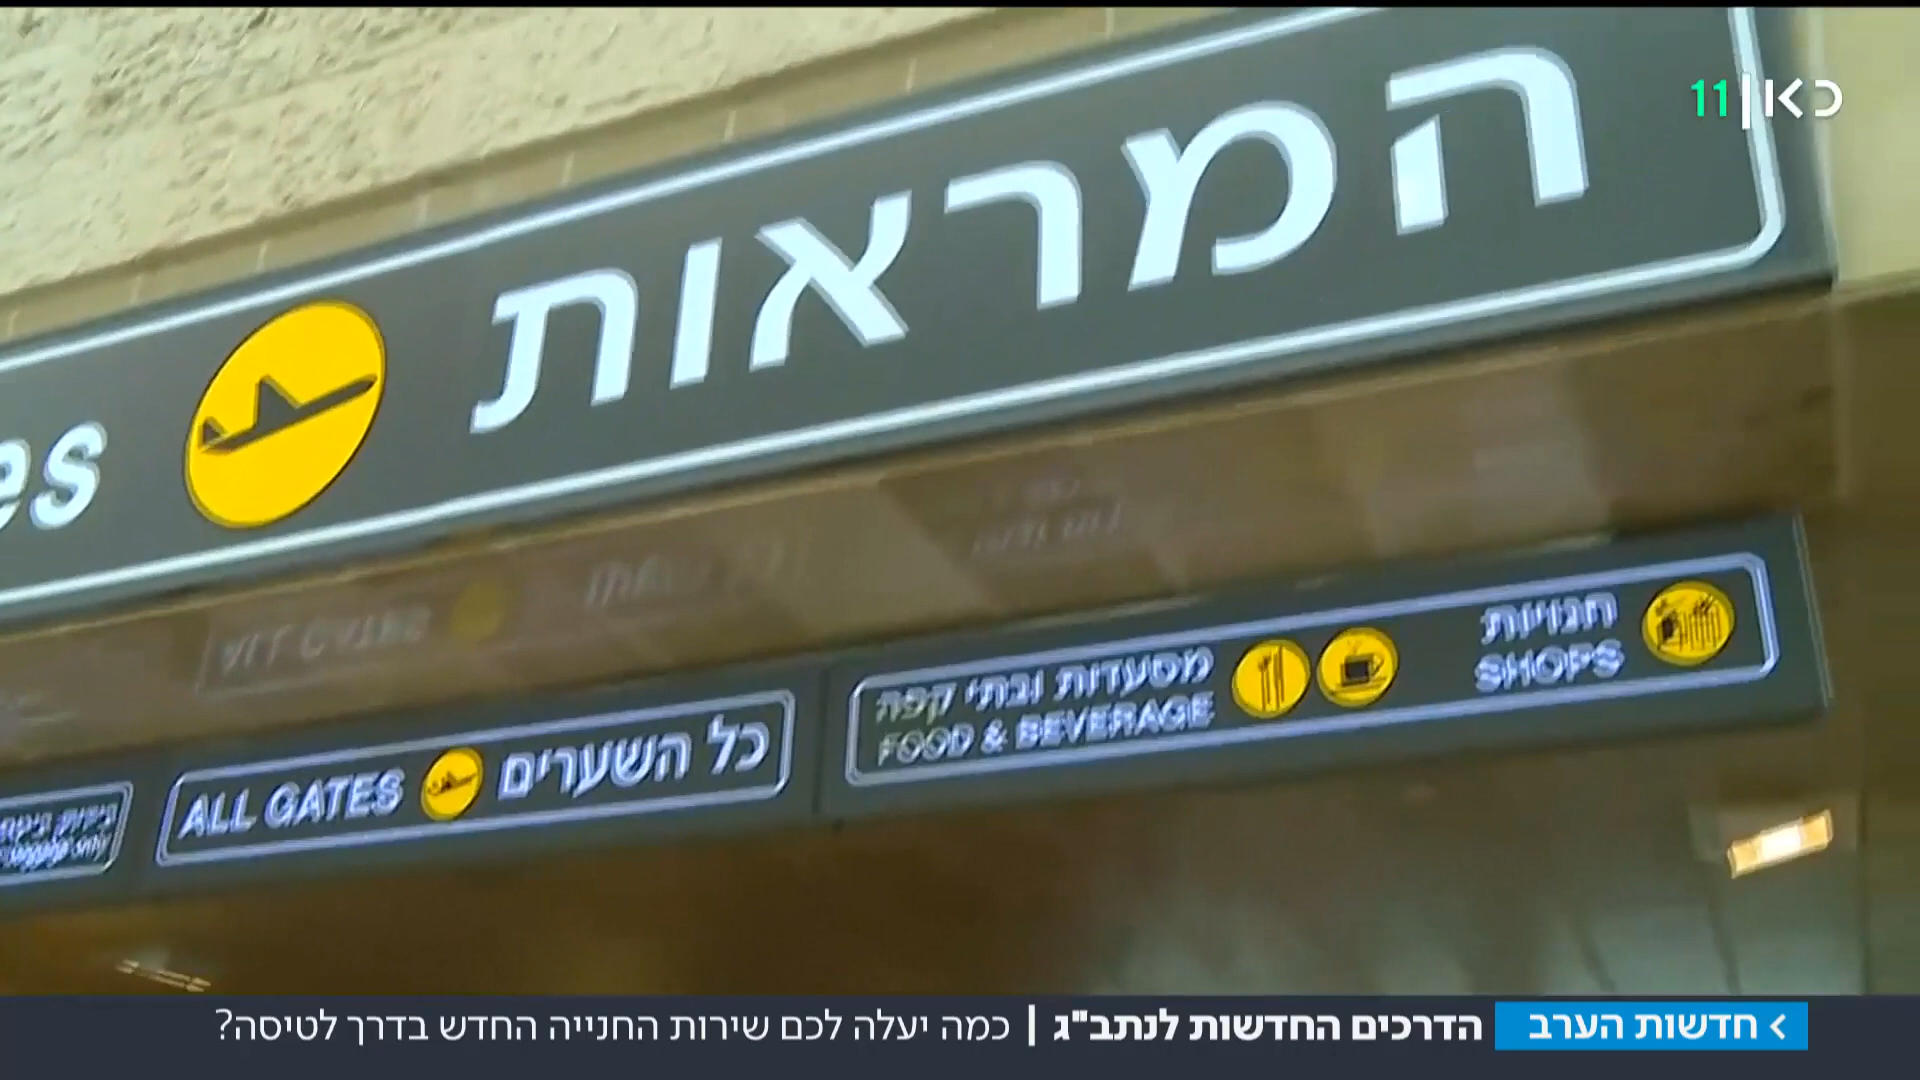 כאן 11
המראות
es
חנויות
SHOPS
מסעדות ובתי קפה
FOOD & BEVERAGE
כל השערים
ALL GATES
חדשות הערב
הדרכים החדשות לנתב"ג | כמה יעלה לכם שירות החנייה החדש בדרך לטיסה?